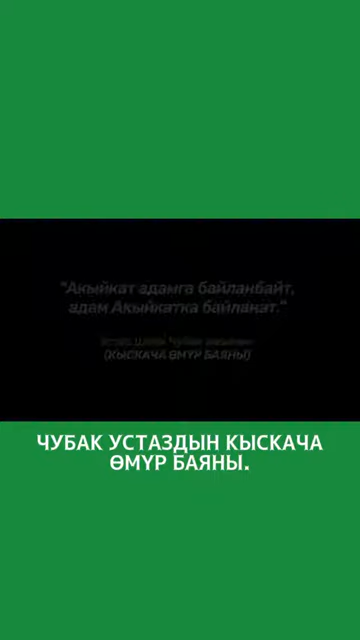 "Акыйкат адамга байланбайт,
адам Акыйкатка байланат."
(КЫСКАЧА ӨМҮР БАЯНЫ)
ЧУБАК УСТАЗДЫН КЫСКАЧА
ӨМҮР БАЯНЫ.